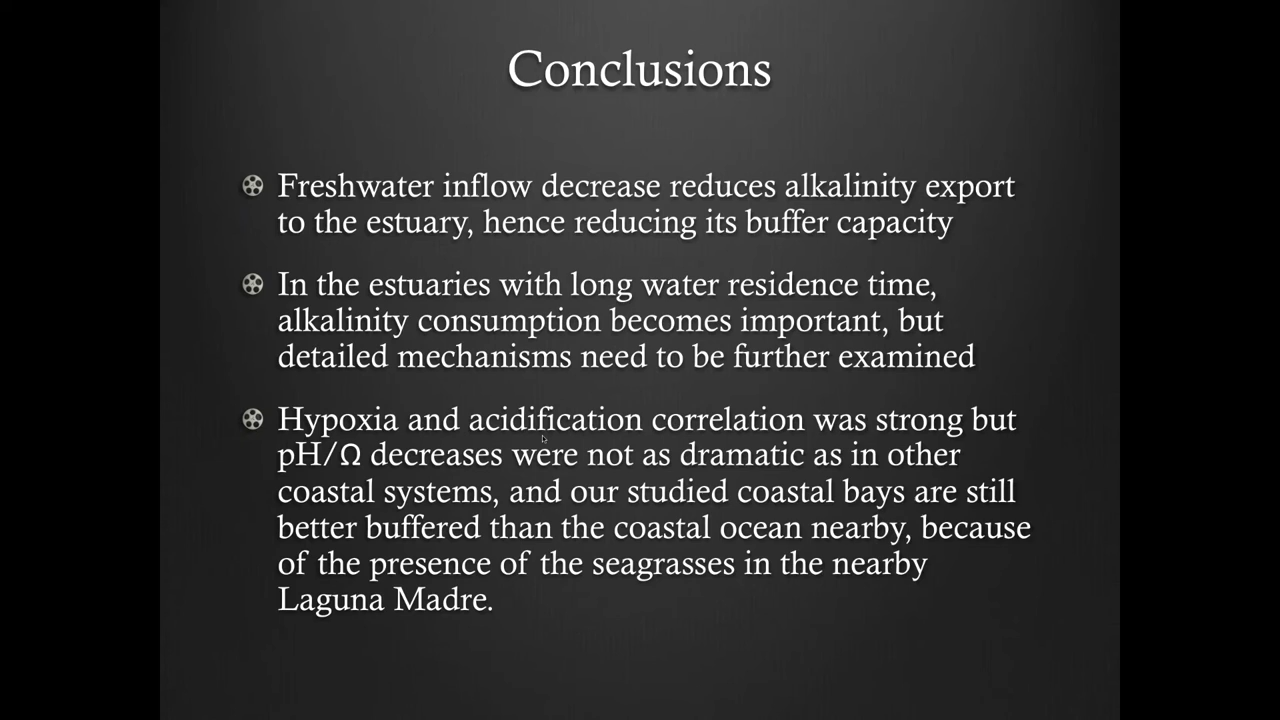 Conclusions
Freshwater inflow decrease reduces alkalinity export
to the estuary, hence reducing its buffer capacity
In the estuaries with long water residence time,
alkalinity consumption becomes important, but
detailed mechanisms need to be further examined
Hypoxia and acidification correlation was strong but
pH/Ω decreases were not as dramatic as in other
coastal systems, and our studied coastal bays are still
better buffered than the coastal ocean nearby, because
of the presence of the seagrasses in the nearby
Laguna Madre.